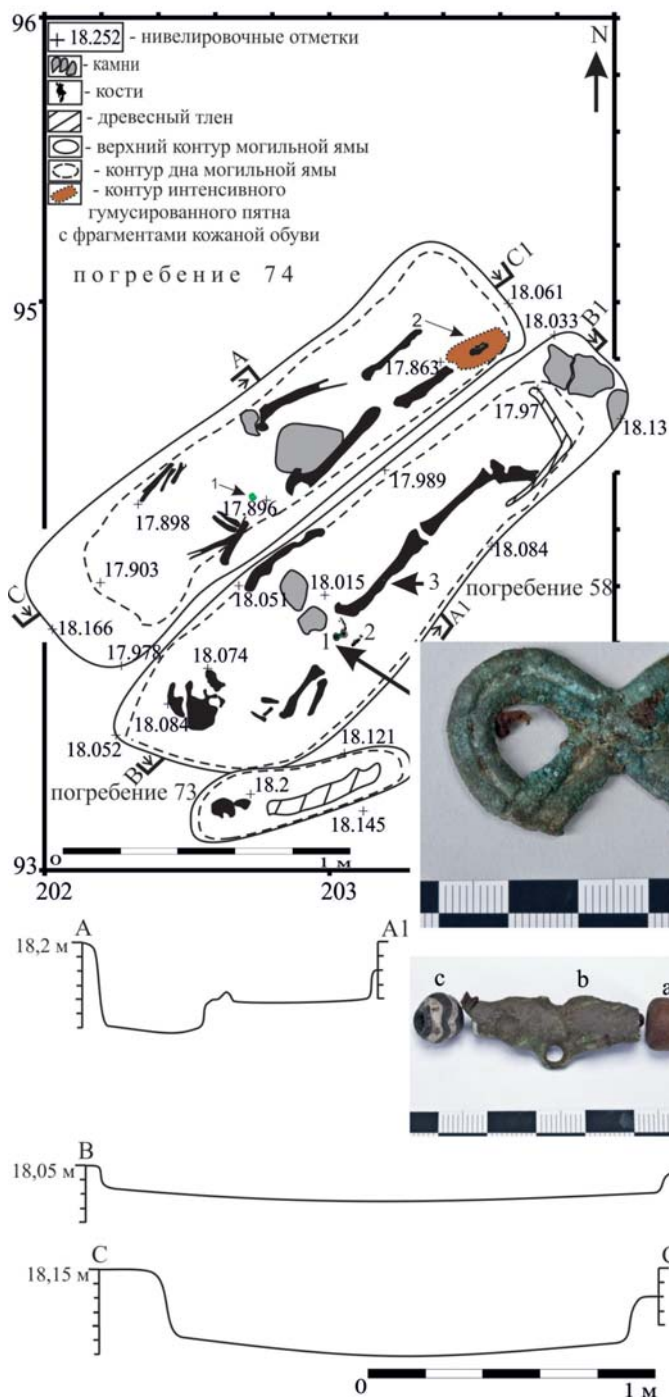 96
+ 18.252 - нивелировочные отметки
- камни
- кости
- древесный тлен
- верхний контур могильной ямы
- контур дна могильной ямы
- контур интенсивного
гумусированного пятна
с фрагментами кожаной обуви
N
погребение 74
95
C1
18.061
2
18.033
B1
A
17.863
17.97
18.13
1
17.896
17.989
17.898
17.903
18.084
C
18.051
18.015
3
погребение 58
18.166
A1
17.978
1
2
18.074
18.084
18.052
18.121
B
погребение 73
18.2
18.145
93
0
1 м
202
203
A
A1
18,2 м
c
b
a
B
18,05 м
C
C
18,15 м
0
1 м